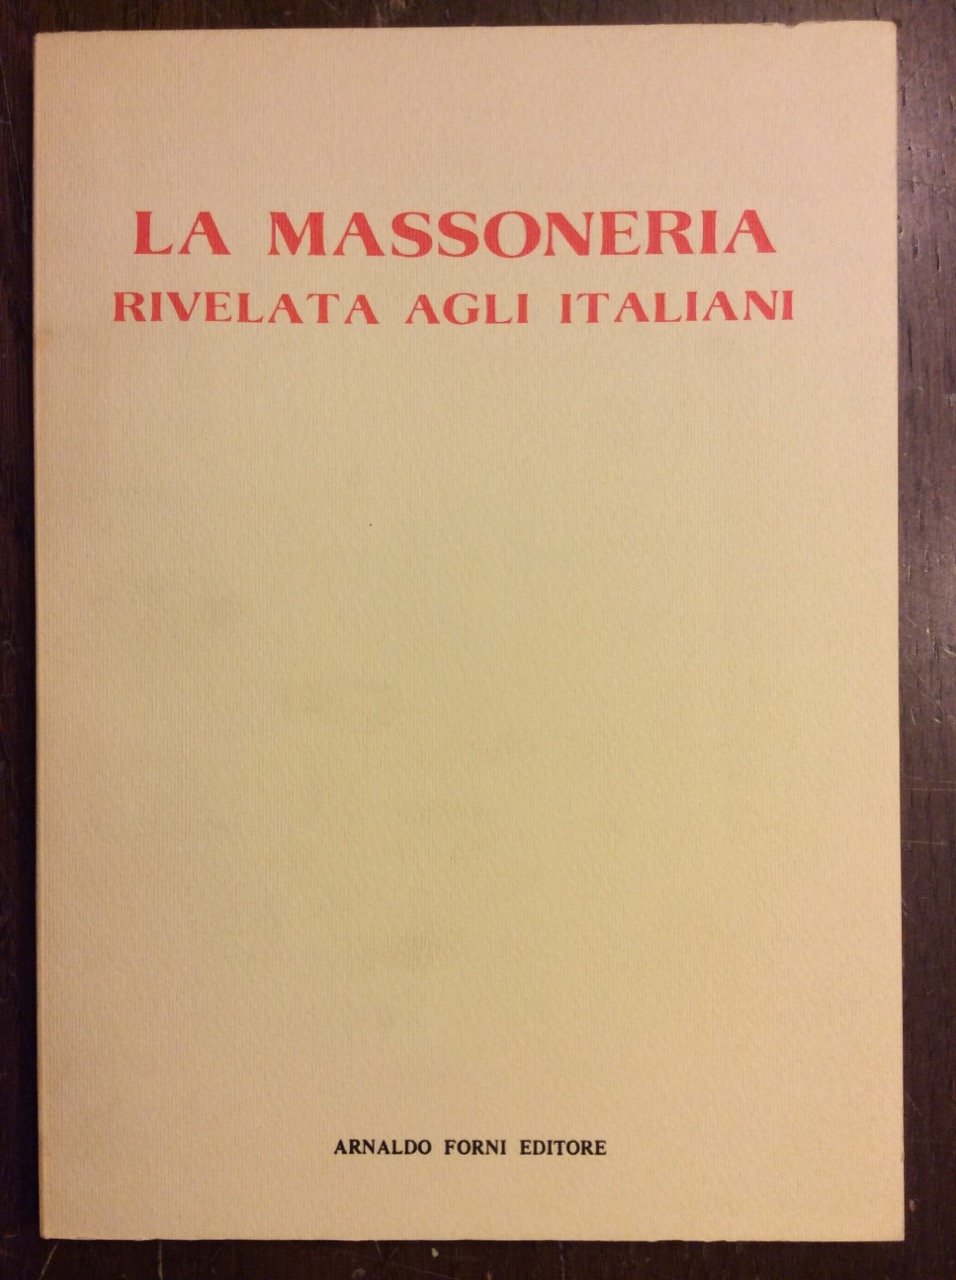 LA MASSONERIA
RIVELATA AGLI ITALIANI
ARNALDO FORNI EDITORE